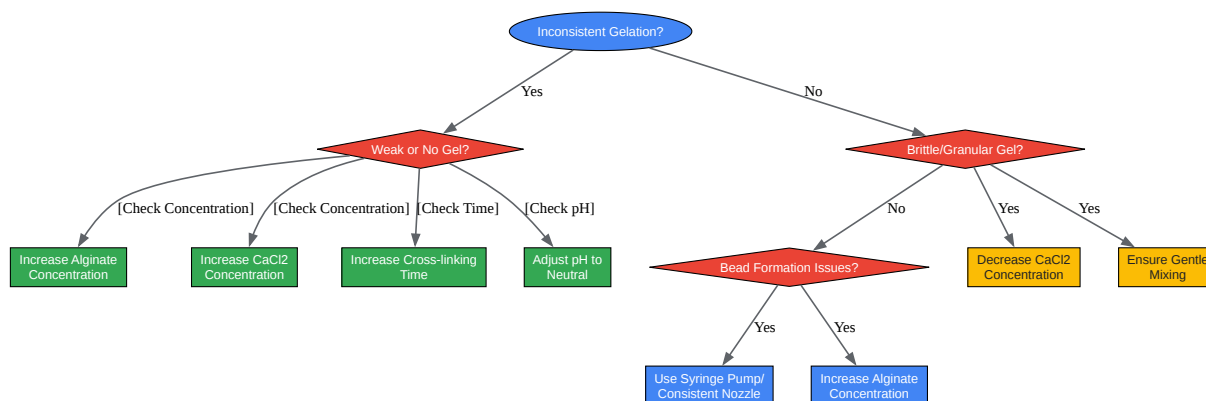 Inconsistent Gelation?
Yes
No
Weak or No Gel?
Brittle/Granular Gel?
[Check Concentration]
[Check Concentration]
[Check Time]
[Check pH]
No
Yes
Yes
Increase Alginate
Concentration
Increase CaCl2
Concentration
Increase Cross-linking
Time
Adjust pH to
Neutral
Bead Formation Issues?
Decrease CaCl2
Concentration
Ensure Gentle
Mixing
Yes
Yes
Use Syringe Pump/
Consistent Nozzle
Increase Alginate
Concentration